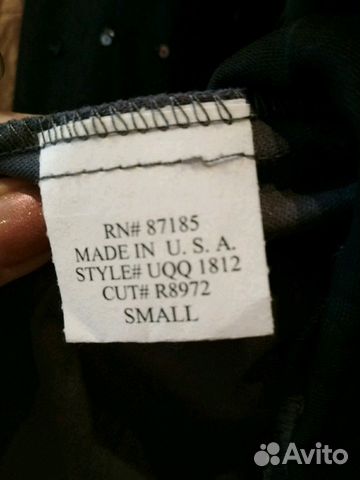 RN# 87185
MADE IN U. S. A.
STYLE# UQQ 1812
CUT# R8972
SMALL
Avito